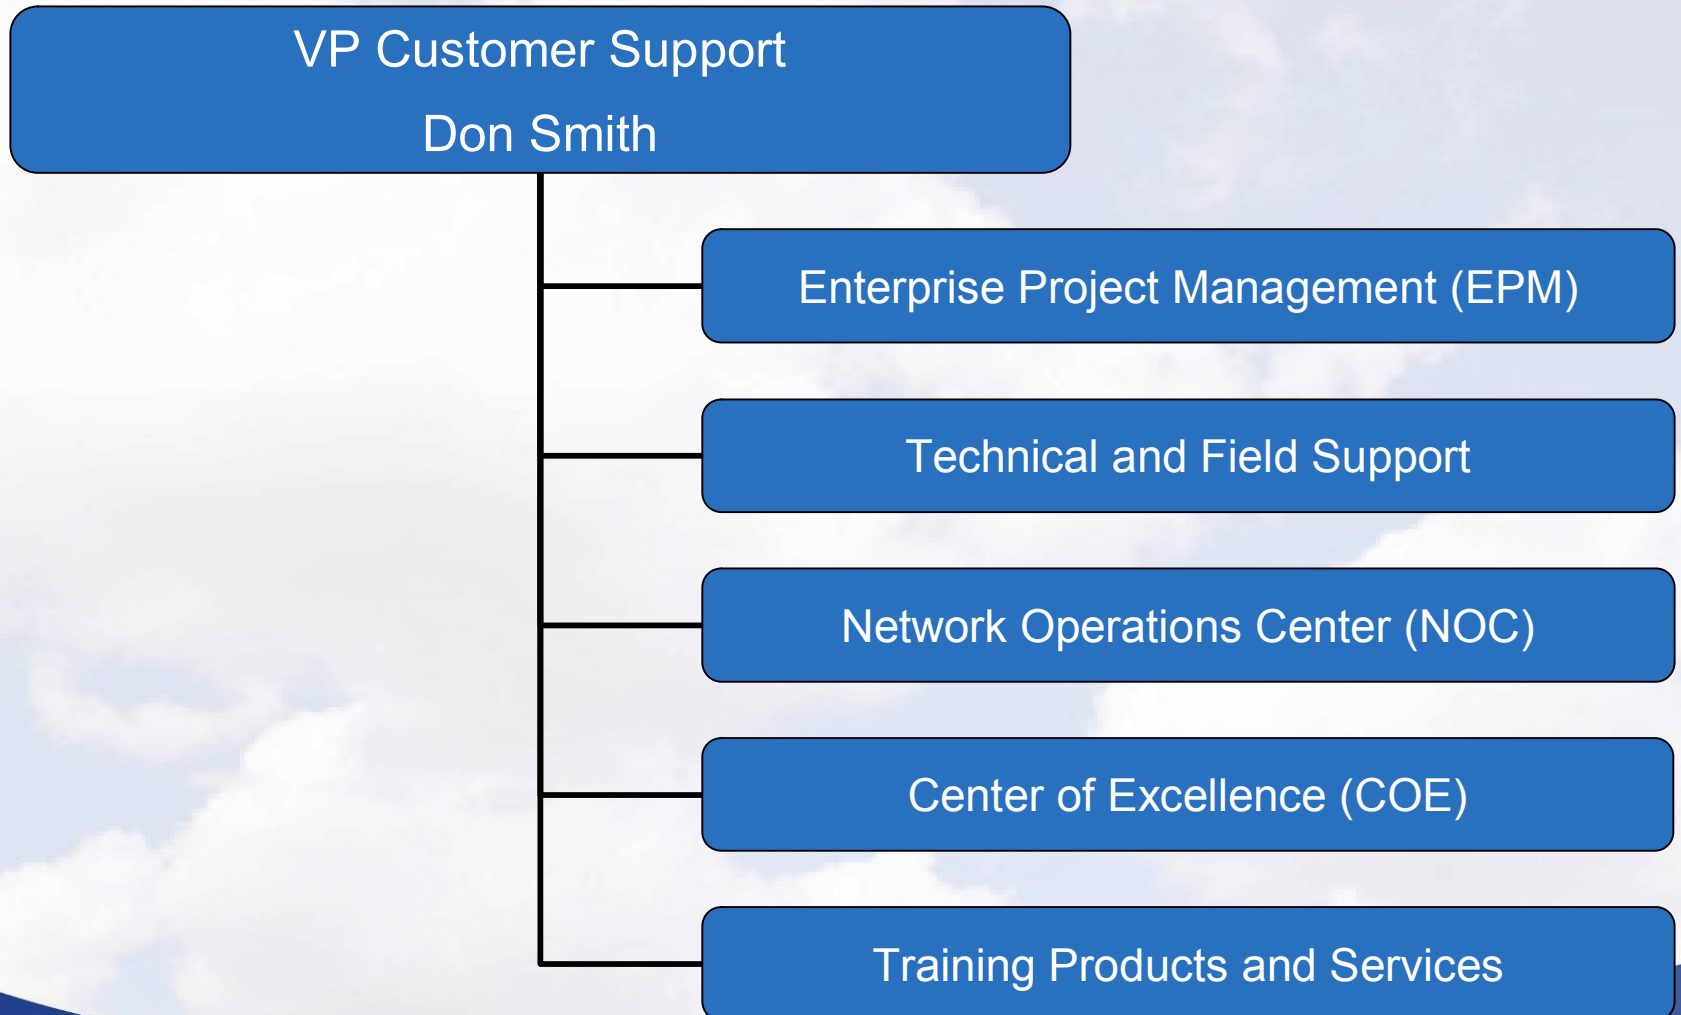 VP Customer Support
Don Smith
Enterprise Project Management (EPM)
Technical and Field Support
Network Operations Center (NOC)
Center of Excellence (COE)
Training Products and Services